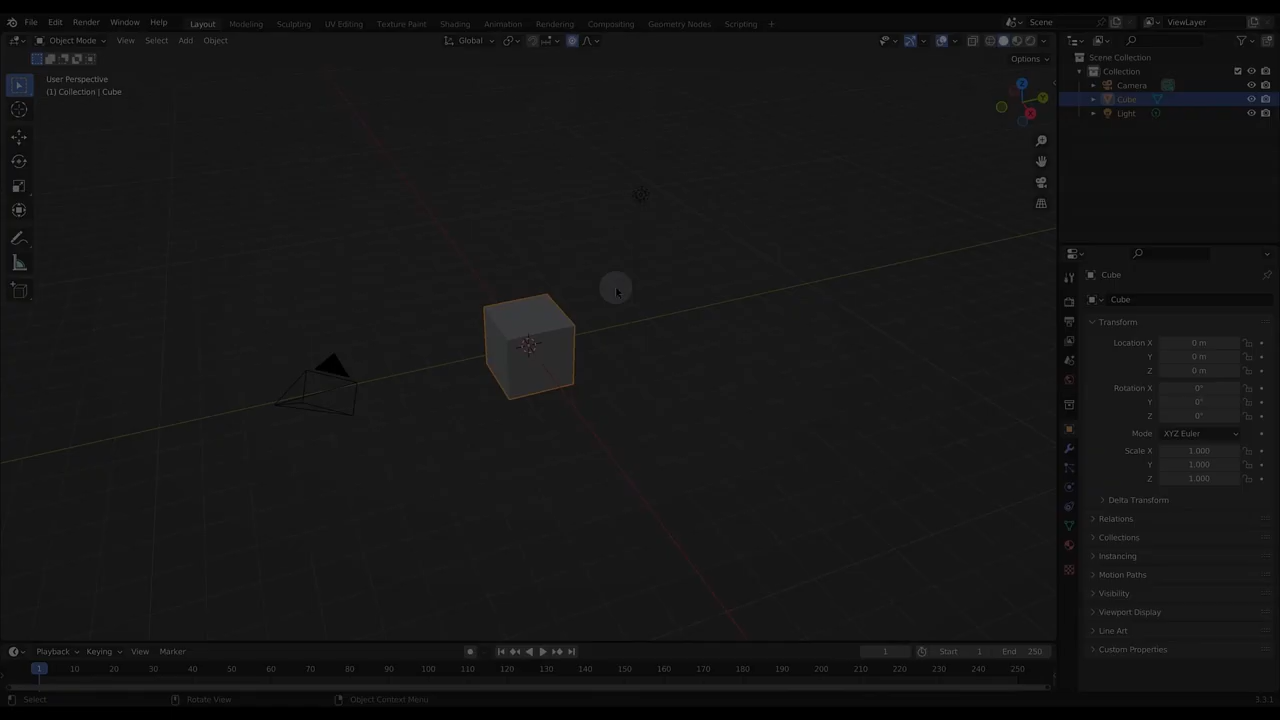 File Edit Render Window Help Layout Modeling Sculpting UV Editing Texture Paint Shading Animation Rendering Compositing Geometry Nodes Scripting + Scene ViewLayer
Object Mode View Select Add Object Global
Options
User Perspective
(1) Collection | Cube
Z
Y
X
Scene Collection
Collection
Camera
Cube
Light
Cube
Cube
Transform
Location X 0 m
Y 0 m
Z 0 m
Rotation X 0°
Y 0°
Z 0°
Mode XYZ Euler
Scale X 1.000
Y 1.000
Z 1.000
Delta Transform
Relations
Collections
Instancing
Motion Paths
Visibility
Viewport Display
Line Art
Custom Properties
Playback Keying View Marker 1 Start 1 End 250
1 10 20 30 40 50 60 70 80 90 100 110 120 130 140 150 160 170 180 190 200 210 220 230 240 250
Select Rotate View Object Context Menu 3.3.1